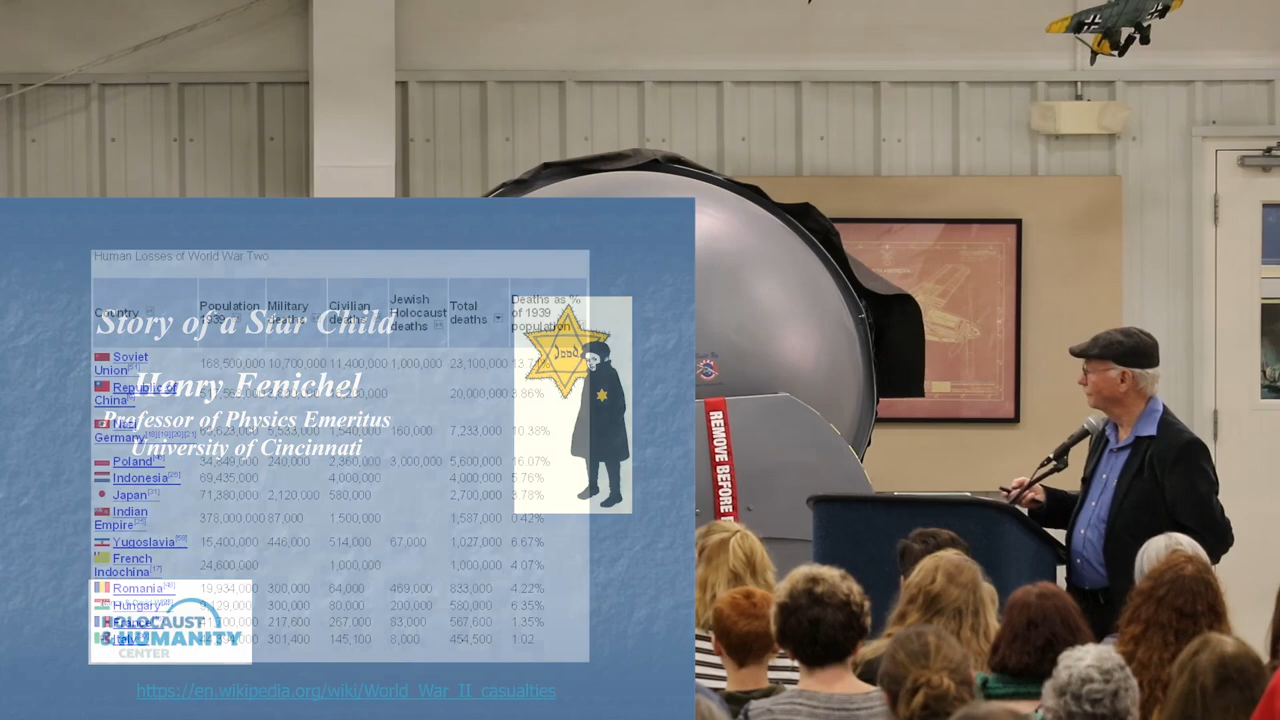 Human Losses of World War Two
Country Population 1939 Military deaths Civilian deaths Jewish Holocaust deaths Total deaths Deaths as % of 1939 population
Story of a Star Child
Jood
Soviet Union 168,500,000 10,700,000 11,400,000 1,000,000 23,100,000
Republic of China 20,000,000 3.86%
Henry Fenichel
Professor of Physics Emeritus
Germany 5,533,000 160,000 7,233,000 10.38%
University of Cincinnati
Poland 34,849,000 240,000 2,360,000 3,000,000 5,600,000 16.07%
Indonesia 69,435,000 4,000,000 4,000,000 5.76%
Japan[31] 71,380,000 2,120,000 580,000 2,700,000 3.78%
Indian Empire 378,000,000 87,000 1,500,000 1,587,000 0.42%
Yugoslavia 15,400,000 446,000 514,000 67,000 1,027,000 6.67%
French Indochina[17] 24,600,000 1,000,000 1,000,000 4.07%
Romania 19,934,000 300,000 64,000 469,000 833,000 4.22%
Hungary 9,129,000 300,000 80,000 200,000 580,000 6.35%
France 217,600 267,000 83,000 567,600 1.35%
Italy 301,400 145,100 8,000 454,500 1.02
HOLOCAUST
& HUMANITY
CENTER
https://en.wikipedia.org/wiki/World_War_II_casualties
REMOVE BEFORE